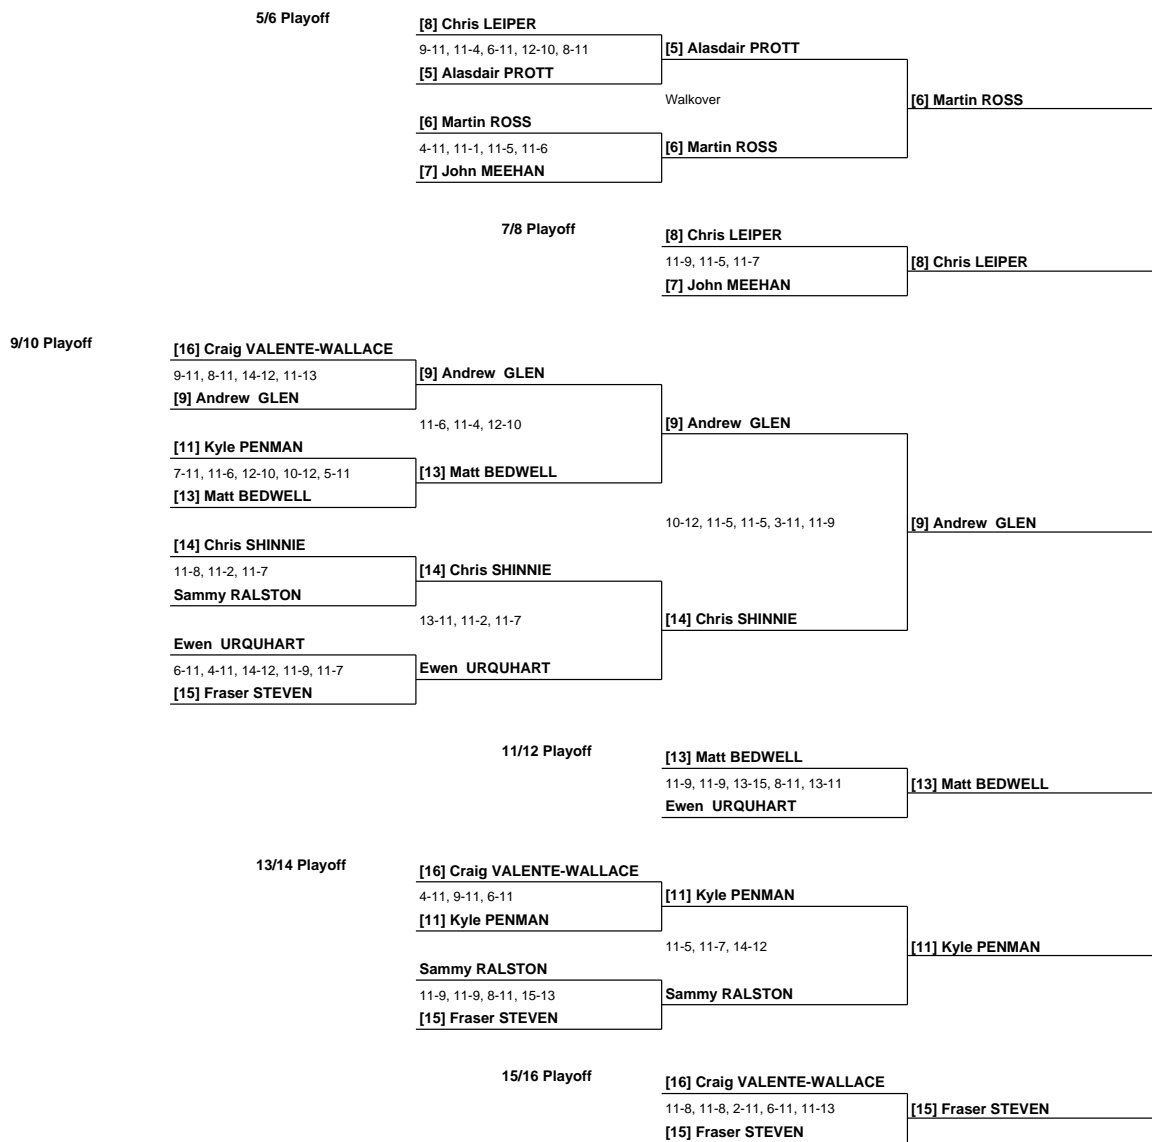 5/6 Playoff
[8] Chris LEIPER
9-11, 11-4, 6-11, 12-10, 8-11
[5] Alasdair PROTT
[5] Alasdair PROTT
Walkover
[6] Martin ROSS
[6] Martin ROSS
4-11, 11-1, 11-5, 11-6
[6] Martin ROSS
[7] John MEEHAN
7/8 Playoff
[8] Chris LEIPER
11-9, 11-5, 11-7
[8] Chris LEIPER
[7] John MEEHAN
9/10 Playoff
[16] Craig VALENTE-WALLACE
9-11, 8-11, 14-12, 11-13
[9] Andrew GLEN
[9] Andrew GLEN
11-6, 11-4, 12-10
[9] Andrew GLEN
[11] Kyle PENMAN
7-11, 11-6, 12-10, 10-12, 5-11
[13] Matt BEDWELL
[13] Matt BEDWELL
10-12, 11-5, 11-5, 3-11, 11-9
[9] Andrew GLEN
[14] Chris SHINNIE
11-8, 11-2, 11-7
[14] Chris SHINNIE
Sammy RALSTON
13-11, 11-2, 11-7
[14] Chris SHINNIE
Ewen URQUHART
6-11, 4-11, 14-12, 11-9, 11-7
Ewen URQUHART
[15] Fraser STEVEN
11/12 Playoff
[13] Matt BEDWELL
11-9, 11-9, 13-15, 8-11, 13-11
[13] Matt BEDWELL
Ewen URQUHART
13/14 Playoff
[16] Craig VALENTE-WALLACE
4-11, 9-11, 6-11
[11] Kyle PENMAN
[11] Kyle PENMAN
11-5, 11-7, 14-12
[11] Kyle PENMAN
Sammy RALSTON
11-9, 11-9, 8-11, 15-13
Sammy RALSTON
[15] Fraser STEVEN
15/16 Playoff
[16] Craig VALENTE-WALLACE
11-8, 11-8, 2-11, 6-11, 11-13
[15] Fraser STEVEN
[15] Fraser STEVEN